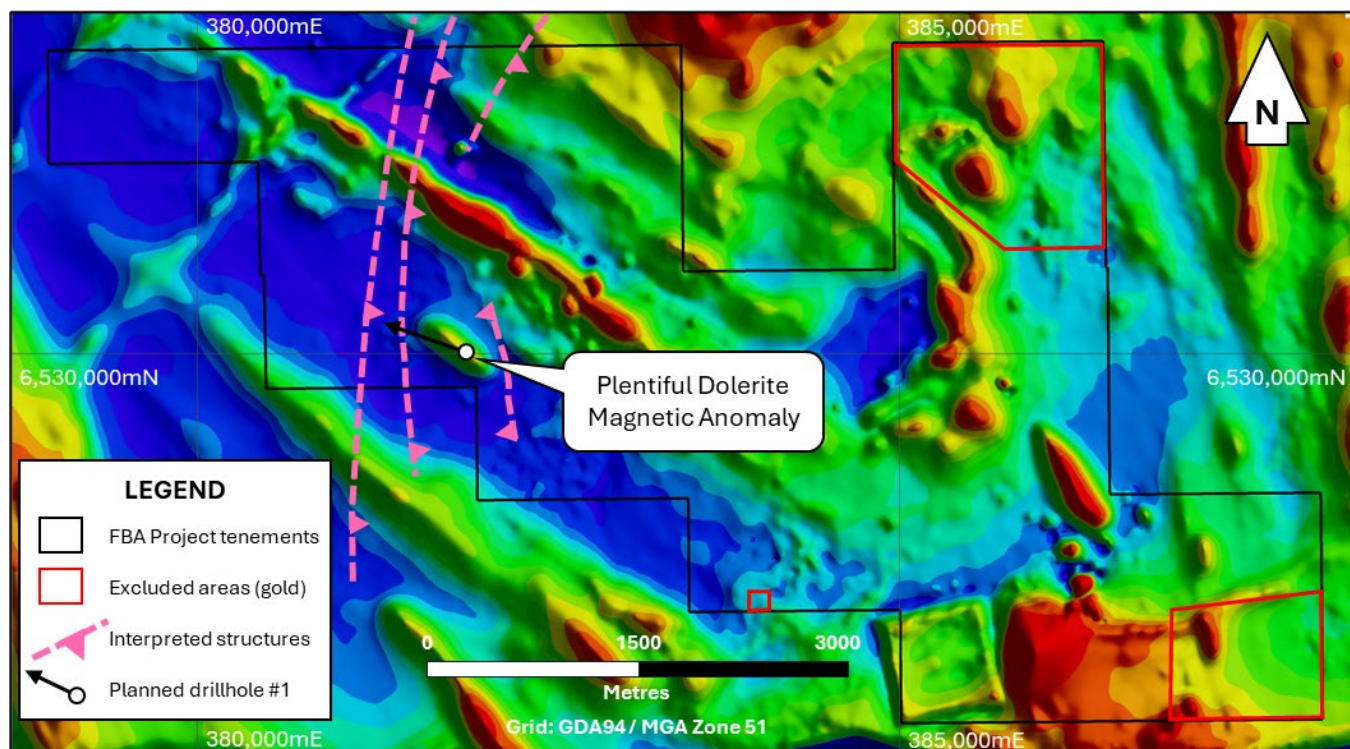 380,000mE
385,000mE
N
6,530,000mN
6,530,000mN
Plentiful Dolerite
Magnetic Anomaly
LEGEND
FBA Project tenements
Excluded areas (gold)
Interpreted structures
Planned drillhole #1
0 1500 3000
Metres
Grid: GDA94 / MGA Zone 51
380,000mE
385,000mE